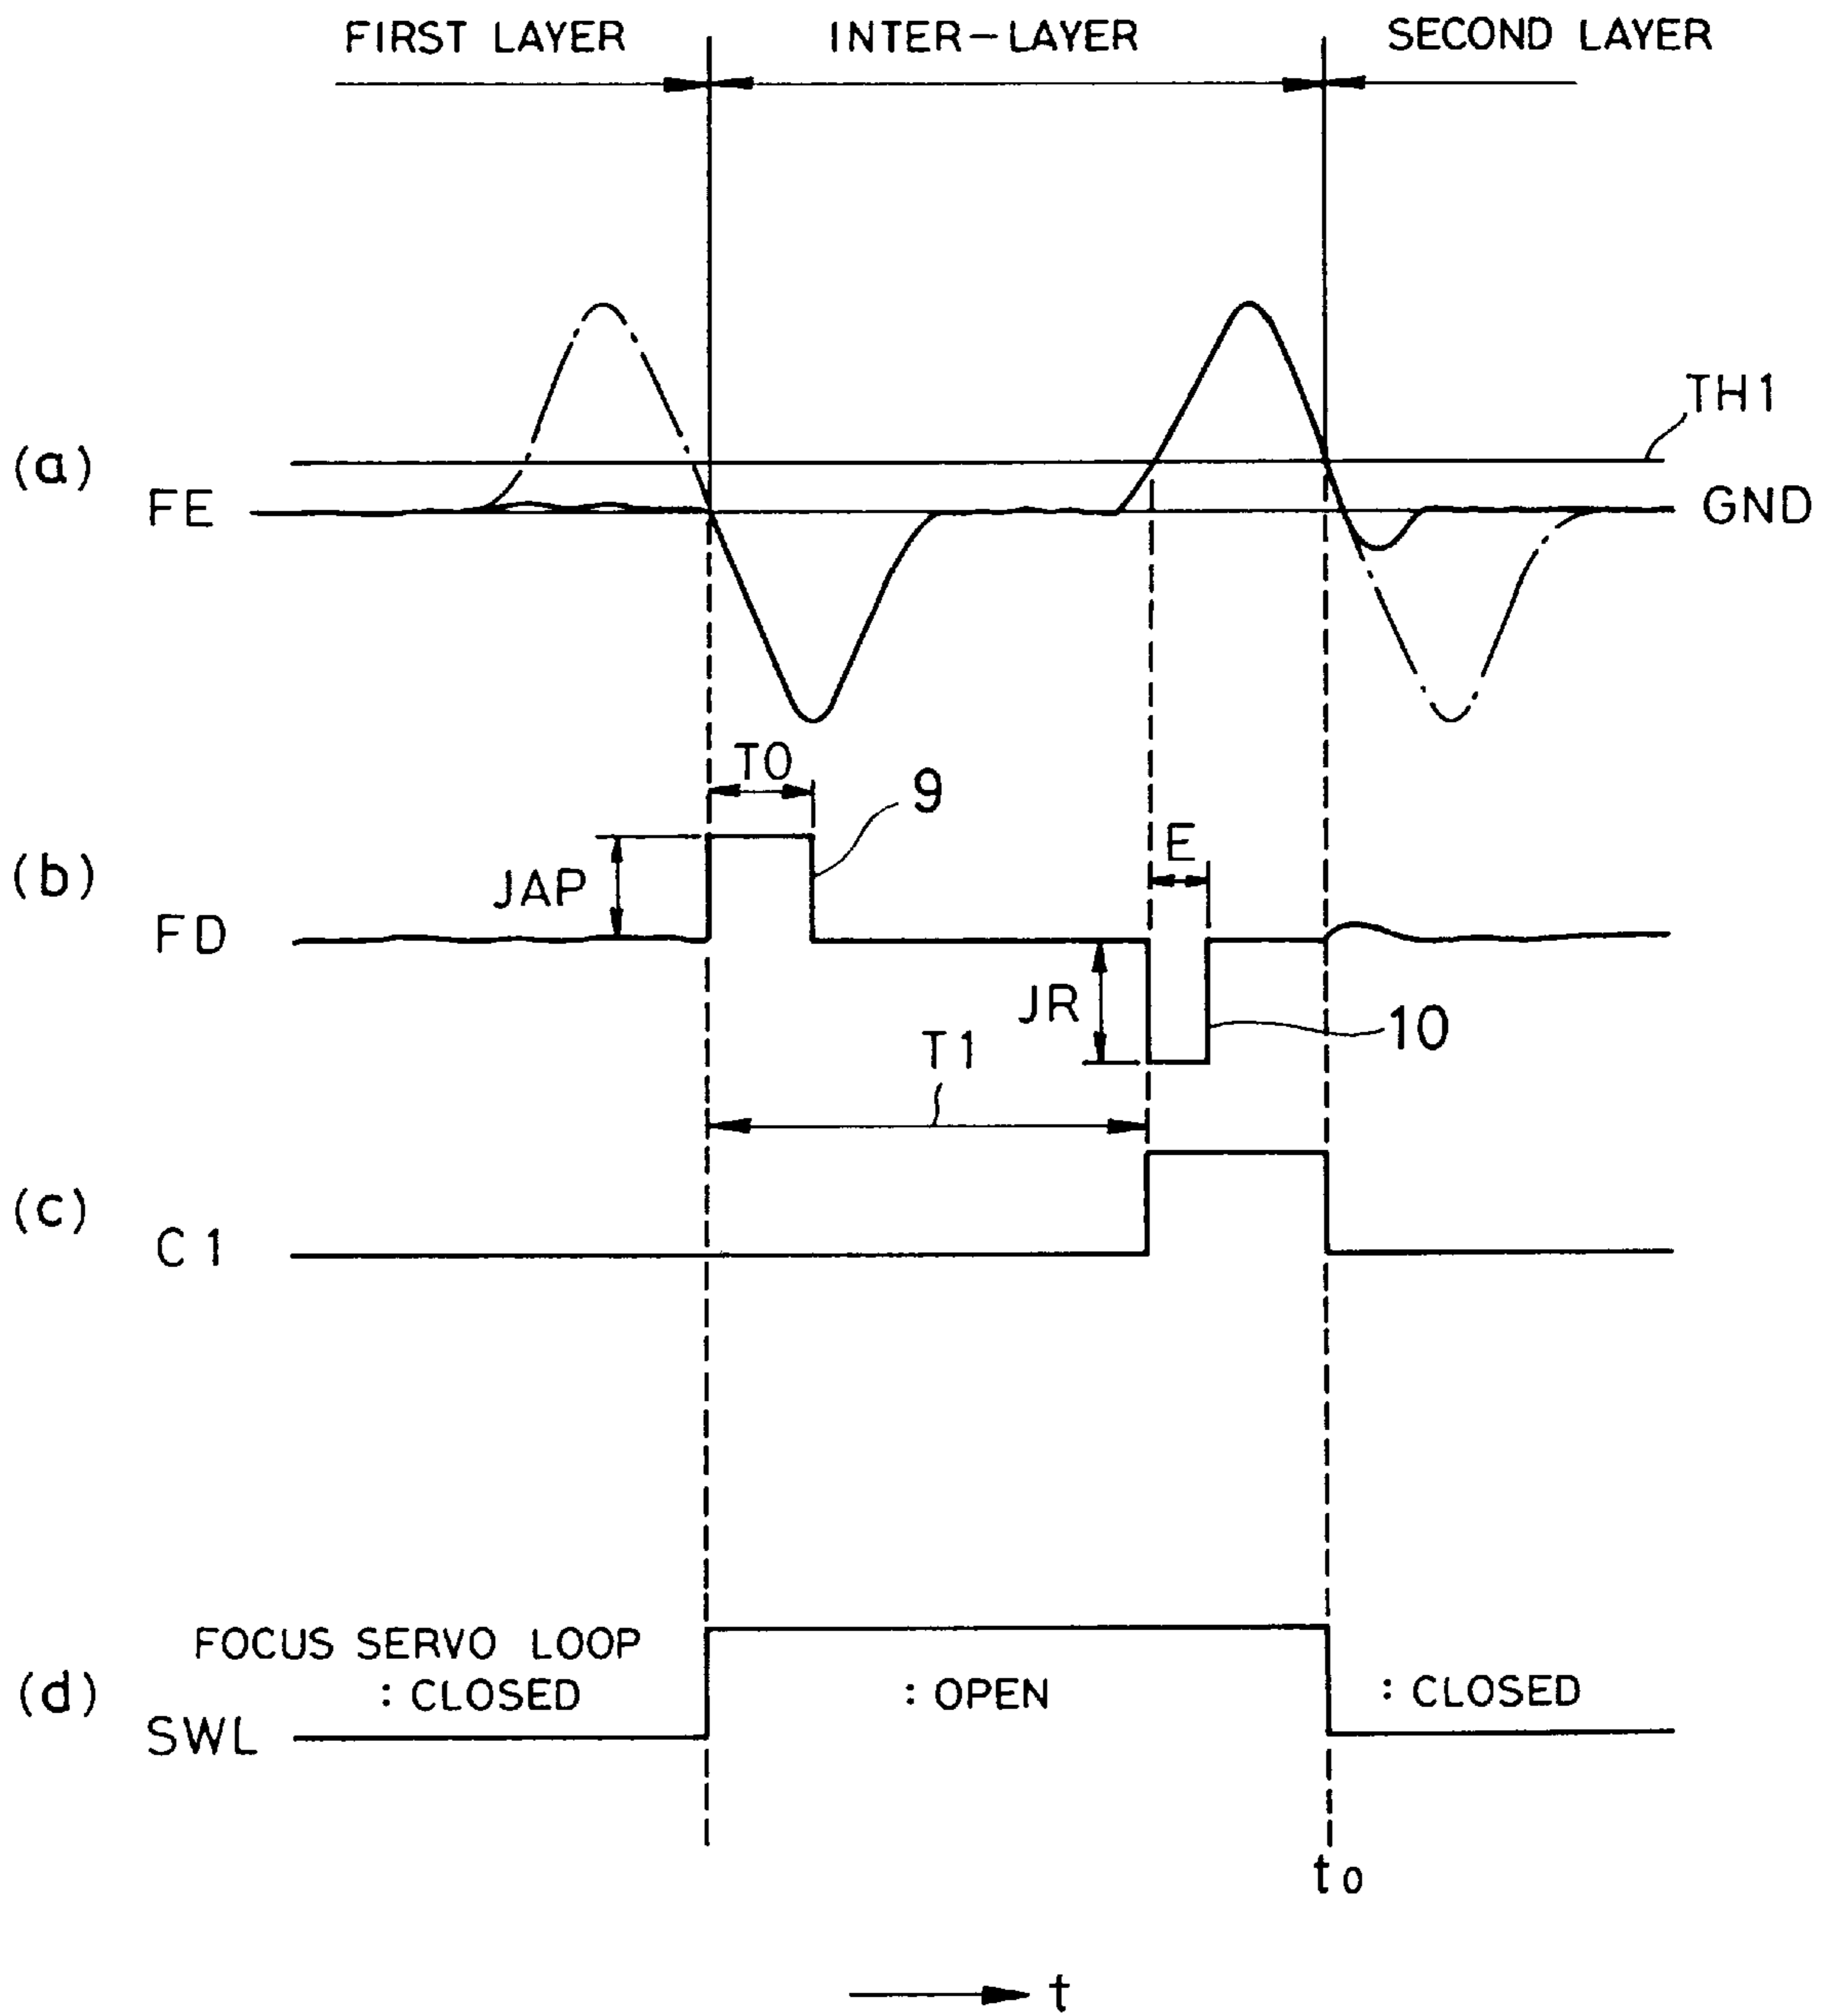 FIRST LAYER INTER-LAYER SECOND LAYER
TH1
(a)
FE GND
T0
9
E
(b)
JAP
FD
JR
10
T1
(c)
C1
FOCUS SERVO LOOP
(d) : CLOSED : OPEN : CLOSED
SWL
t0
t